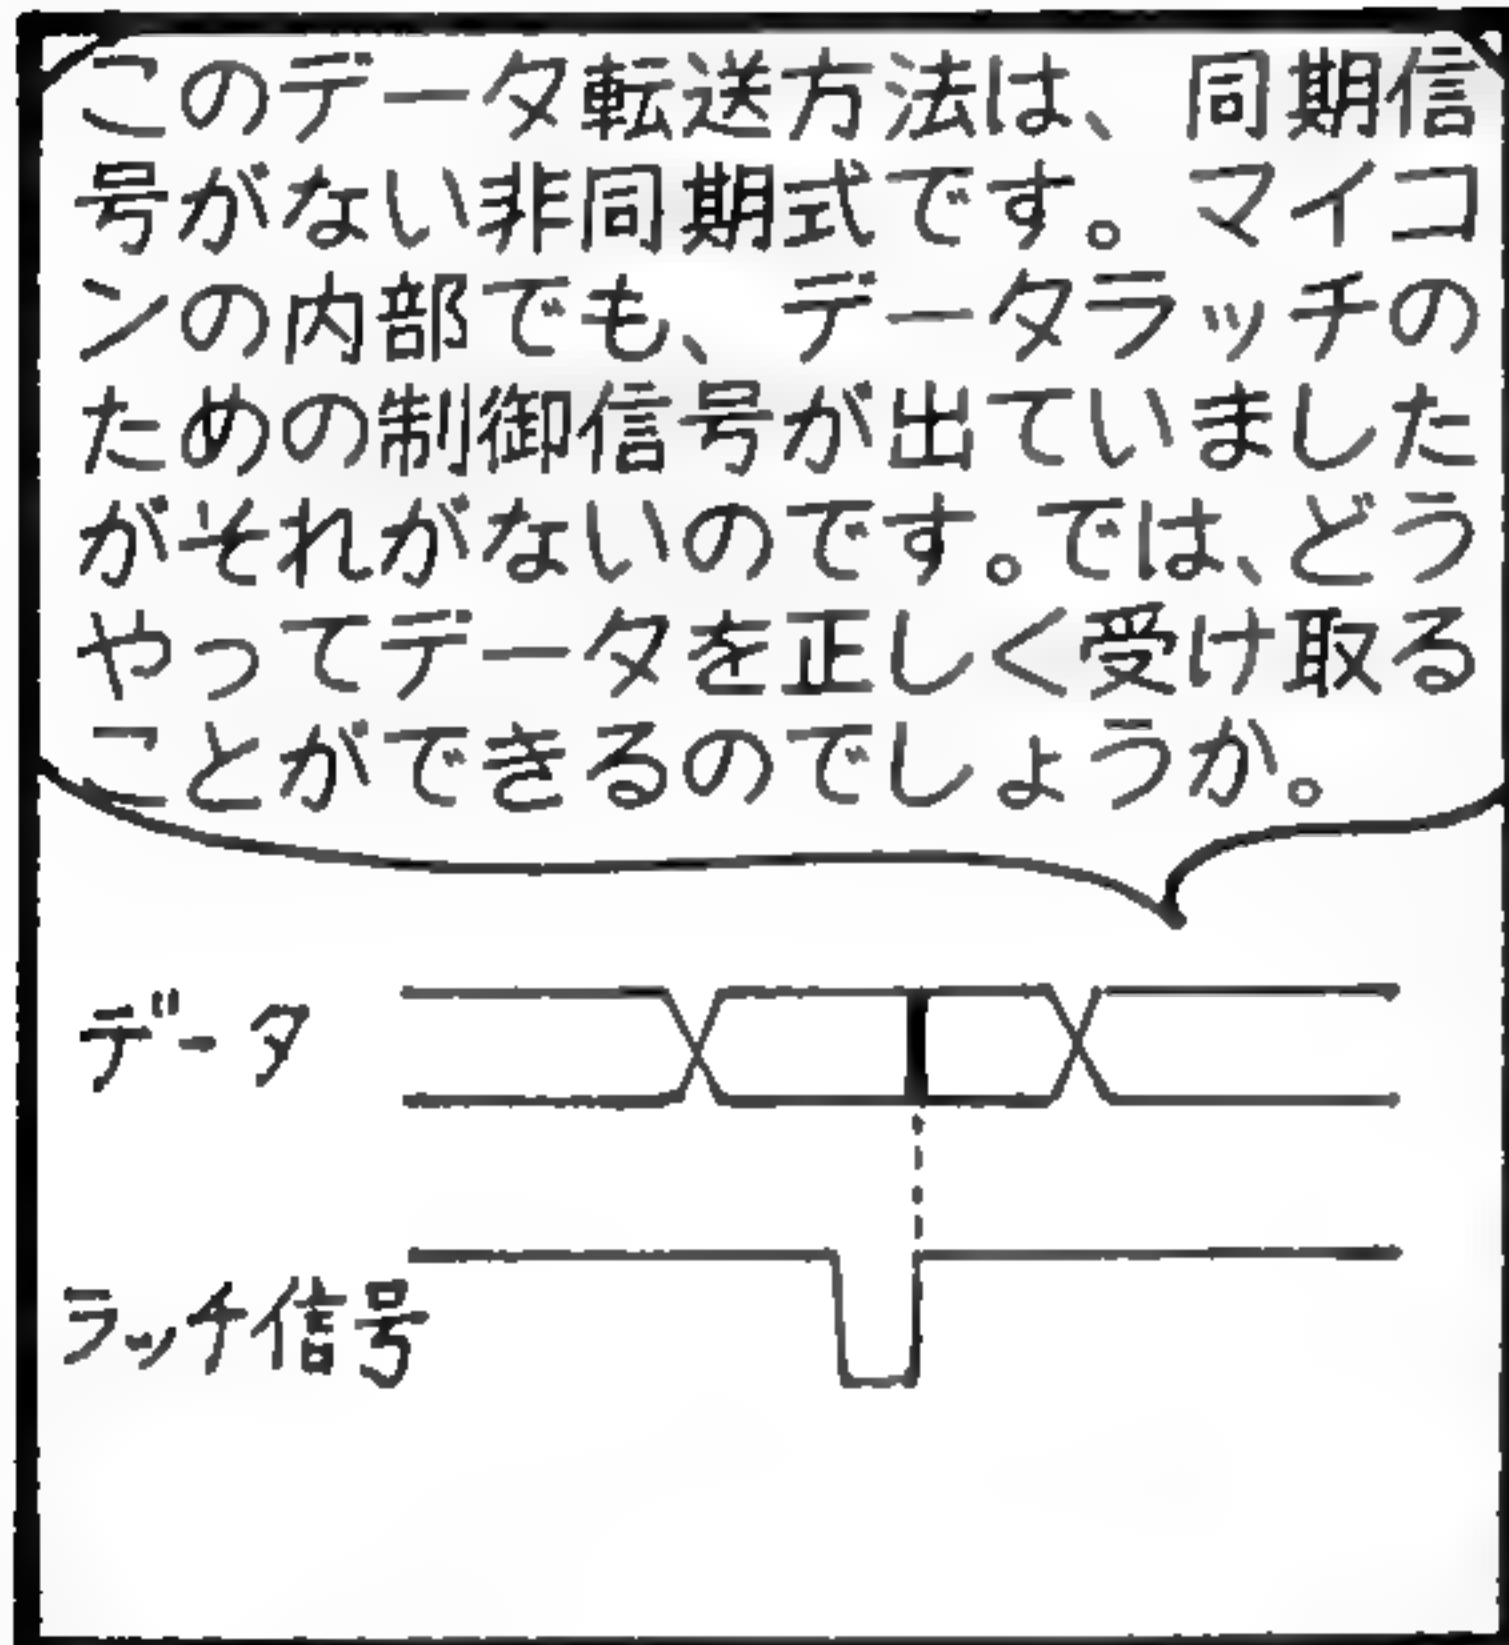 このデータ転送方法は、同期信
号がない非同期式です。マイコ
ンの内部でも、データラッチの
ための制御信号が出ていました
がそれがないのです。では、どう
やってデータを正しく受け取る
ことができるのでしょうか。
データ
ラッチ信号